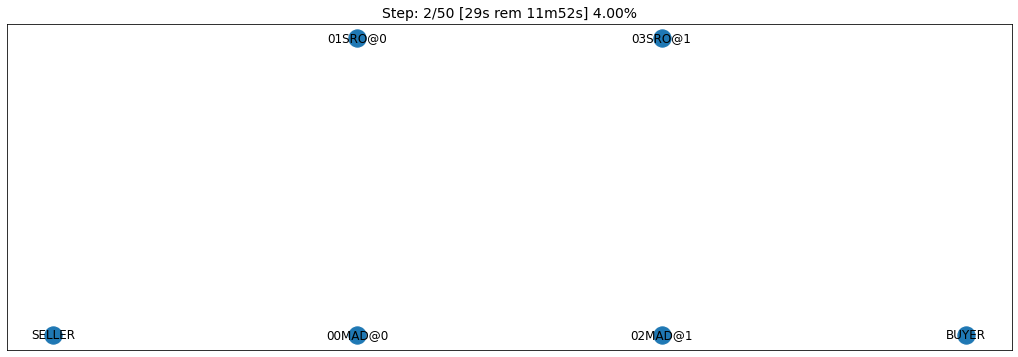 Step: 2/50 [29s rem 11m52s] 4.00%
01SRO@0 03SRO@1
SELLER 00MAD@0 02MAD@1 BUYER